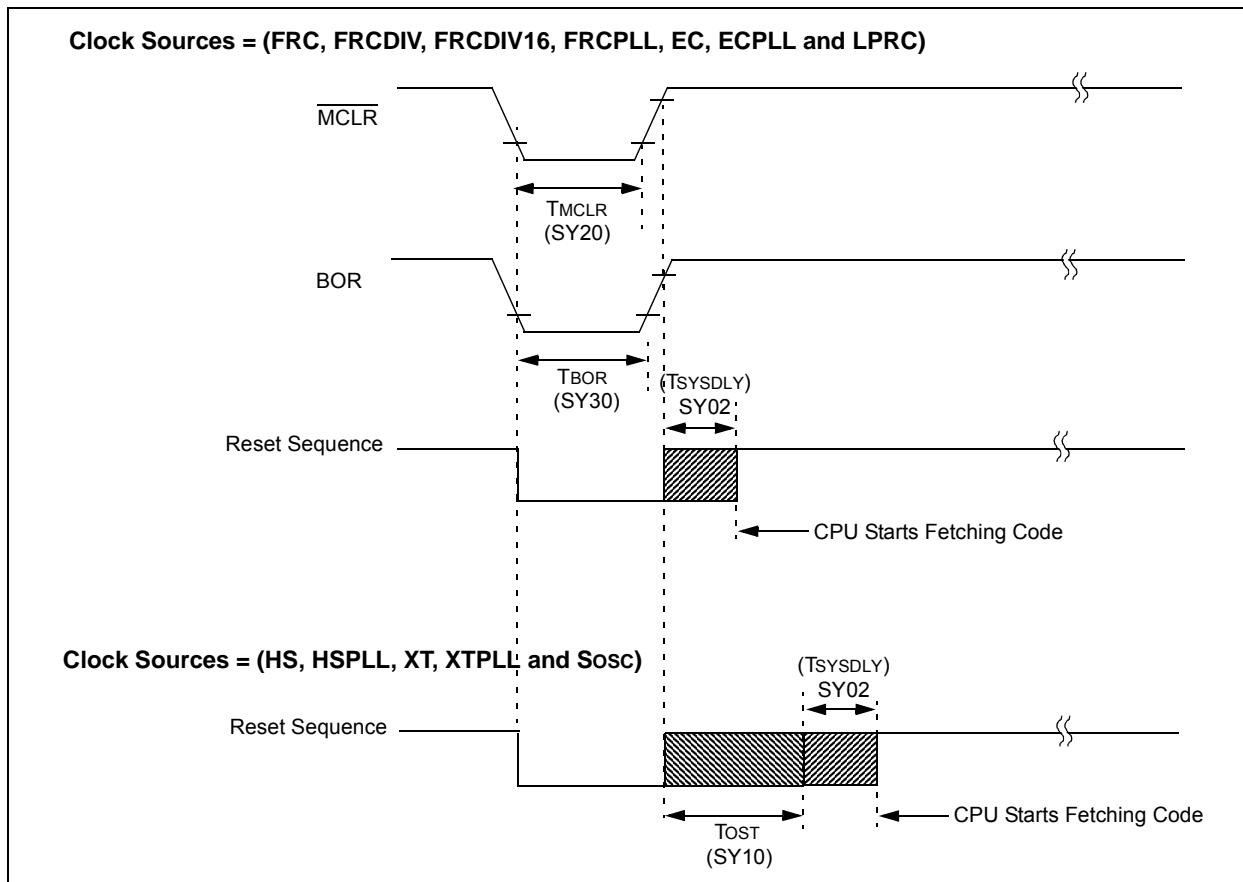 Clock Sources = (FRC, FRCDIV, FRCDIV16, FRCPLL, EC, ECPLL and LPRC)
MCLR
TMCLR
(SY20)
BOR
TBOR
(SY30)
(TSYSDLY)
SY02
Reset Sequence
CPU Starts Fetching Code
Clock Sources = (HS, HSPLL, XT, XTPLL and SOSC)
(TSYSDLY)
SY02
Reset Sequence
CPU Starts Fetching Code
TOST
(SY10)